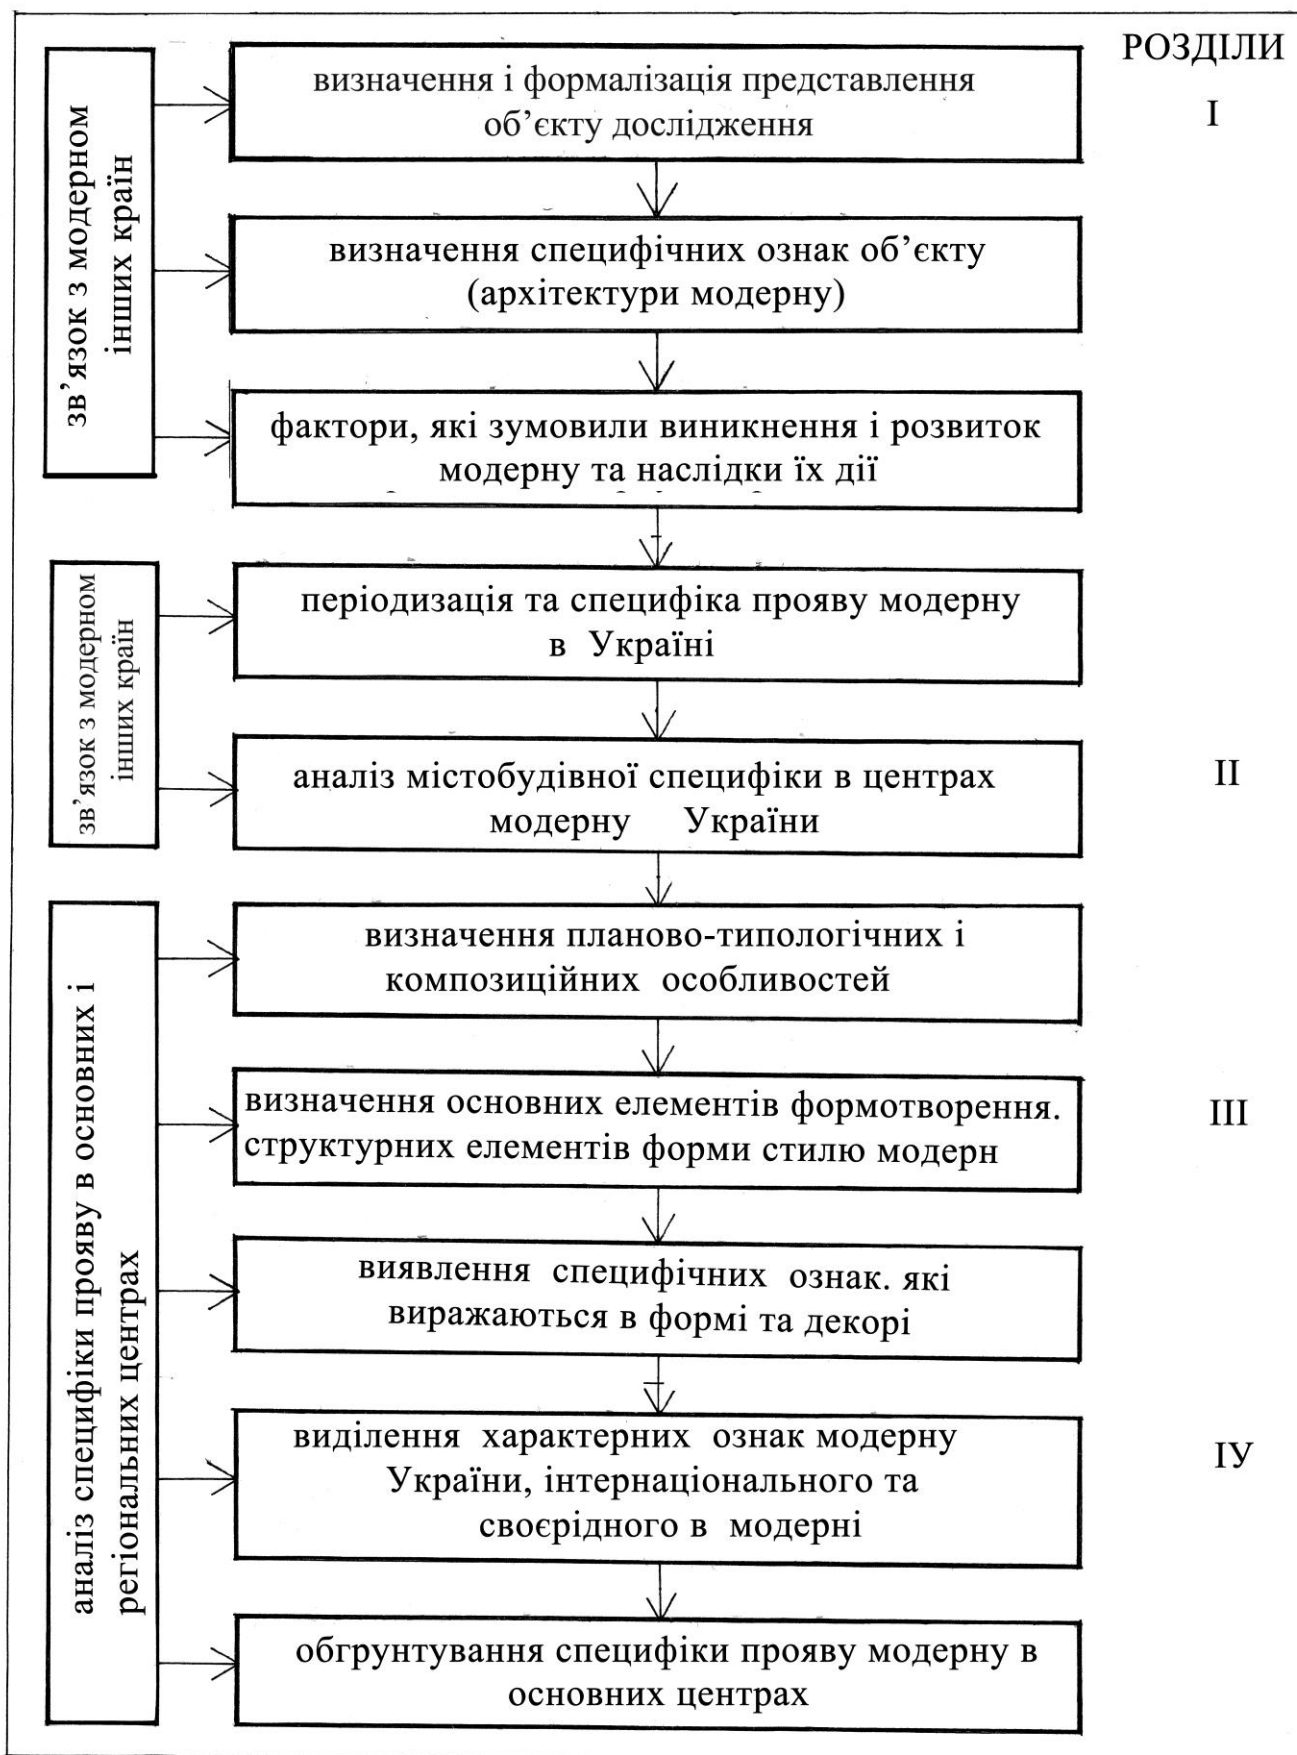 РОЗДІЛИ
зв’язок з модерном
інших країн
визначення і формалізація представлення
об’єкту дослідження
I
визначення специфічних ознак об’єкту
(архітектури модерну)
фактори, які зумовили виникнення і розвиток
модерну та наслідки їх дії
зв’язок з модерном
інших країн
періодизація та специфіка прояву модерну
в Україні
аналіз містобудівної специфіки в центрах
модерну України
II
аналіз специфіки прояву в основних і
регіональних центрах
визначення планово-типологічних і
композиційних особливостей
визначення основних елементів формотворення.
структурних елементів форми стилю модерн
III
виявлення специфічних ознак. які
виражаються в формі та декорі
виділення характерних ознак модерну
України, інтернаціонального та
своєрідного в модерні
ІУ
обгрунтування специфіки прояву модерну в
основних центрах